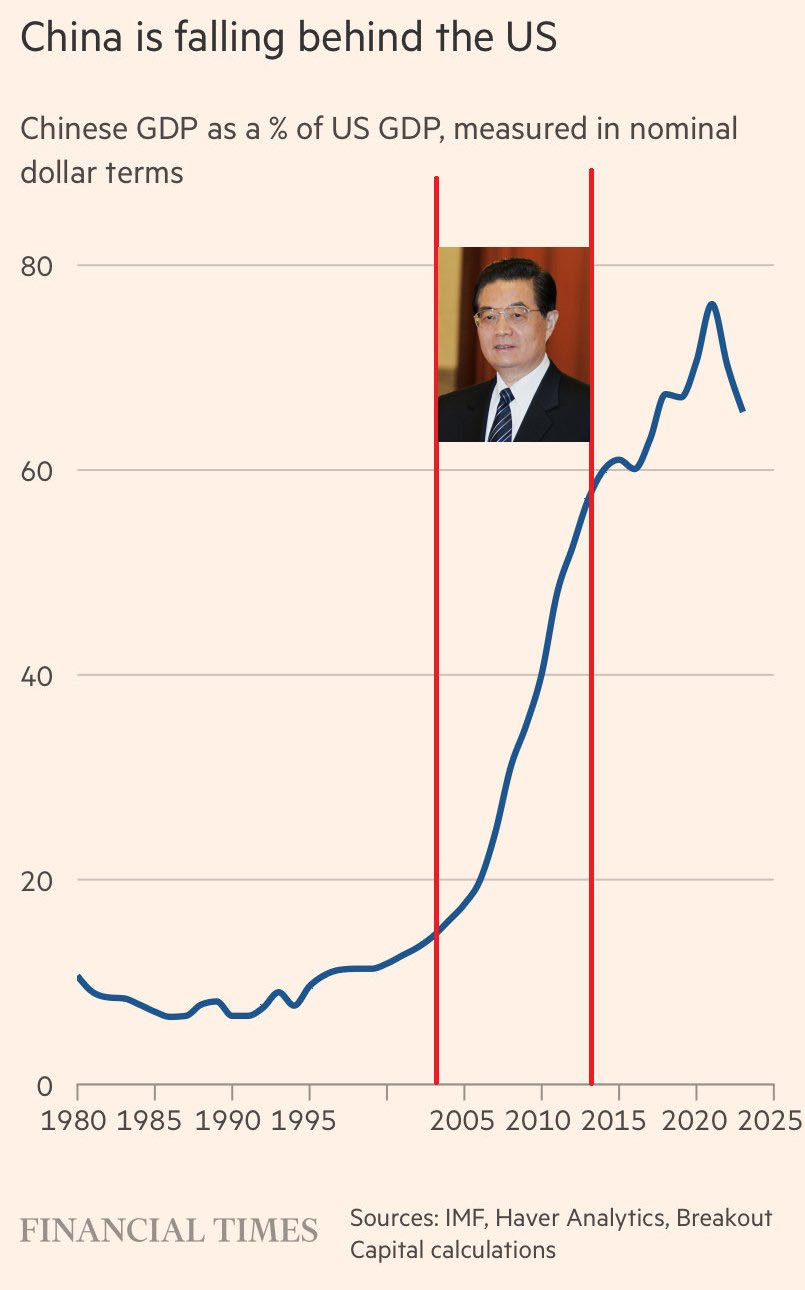 China is falling behind the US
Chinese GDP as a % of US GDP, measured in nominal
dollar terms
80
60
40
20
0
1980 1985 1990 1995 2005 2010 2015 2020 2025
FINANCIAL TIMES
Sources: IMF, Haver Analytics, Breakout
Capital calculations